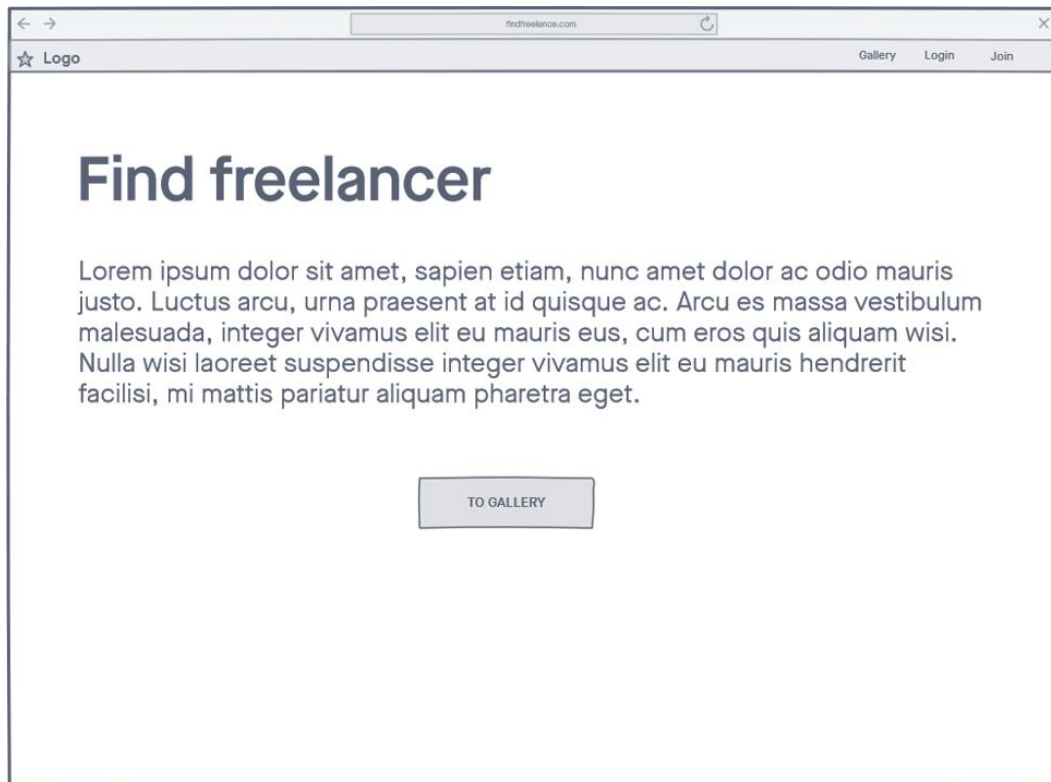 findfreelance.com
Logo
Gallery Login Join
Find freelancer
Lorem ipsum dolor sit amet, sapien etiam, nunc amet dolor ac odio mauris
justo. Luctus arcu, urna praesent at id quisque ac. Arcu es massa vestibulum
malesuada, integer vivamus elit eu mauris eus, cum eros quis aliquam wisi.
Nulla wisi laoreet suspendisse integer vivamus elit eu mauris hendrerit
facilisi, mi mattis pariatur aliquam pharetra eget.
TO GALLERY